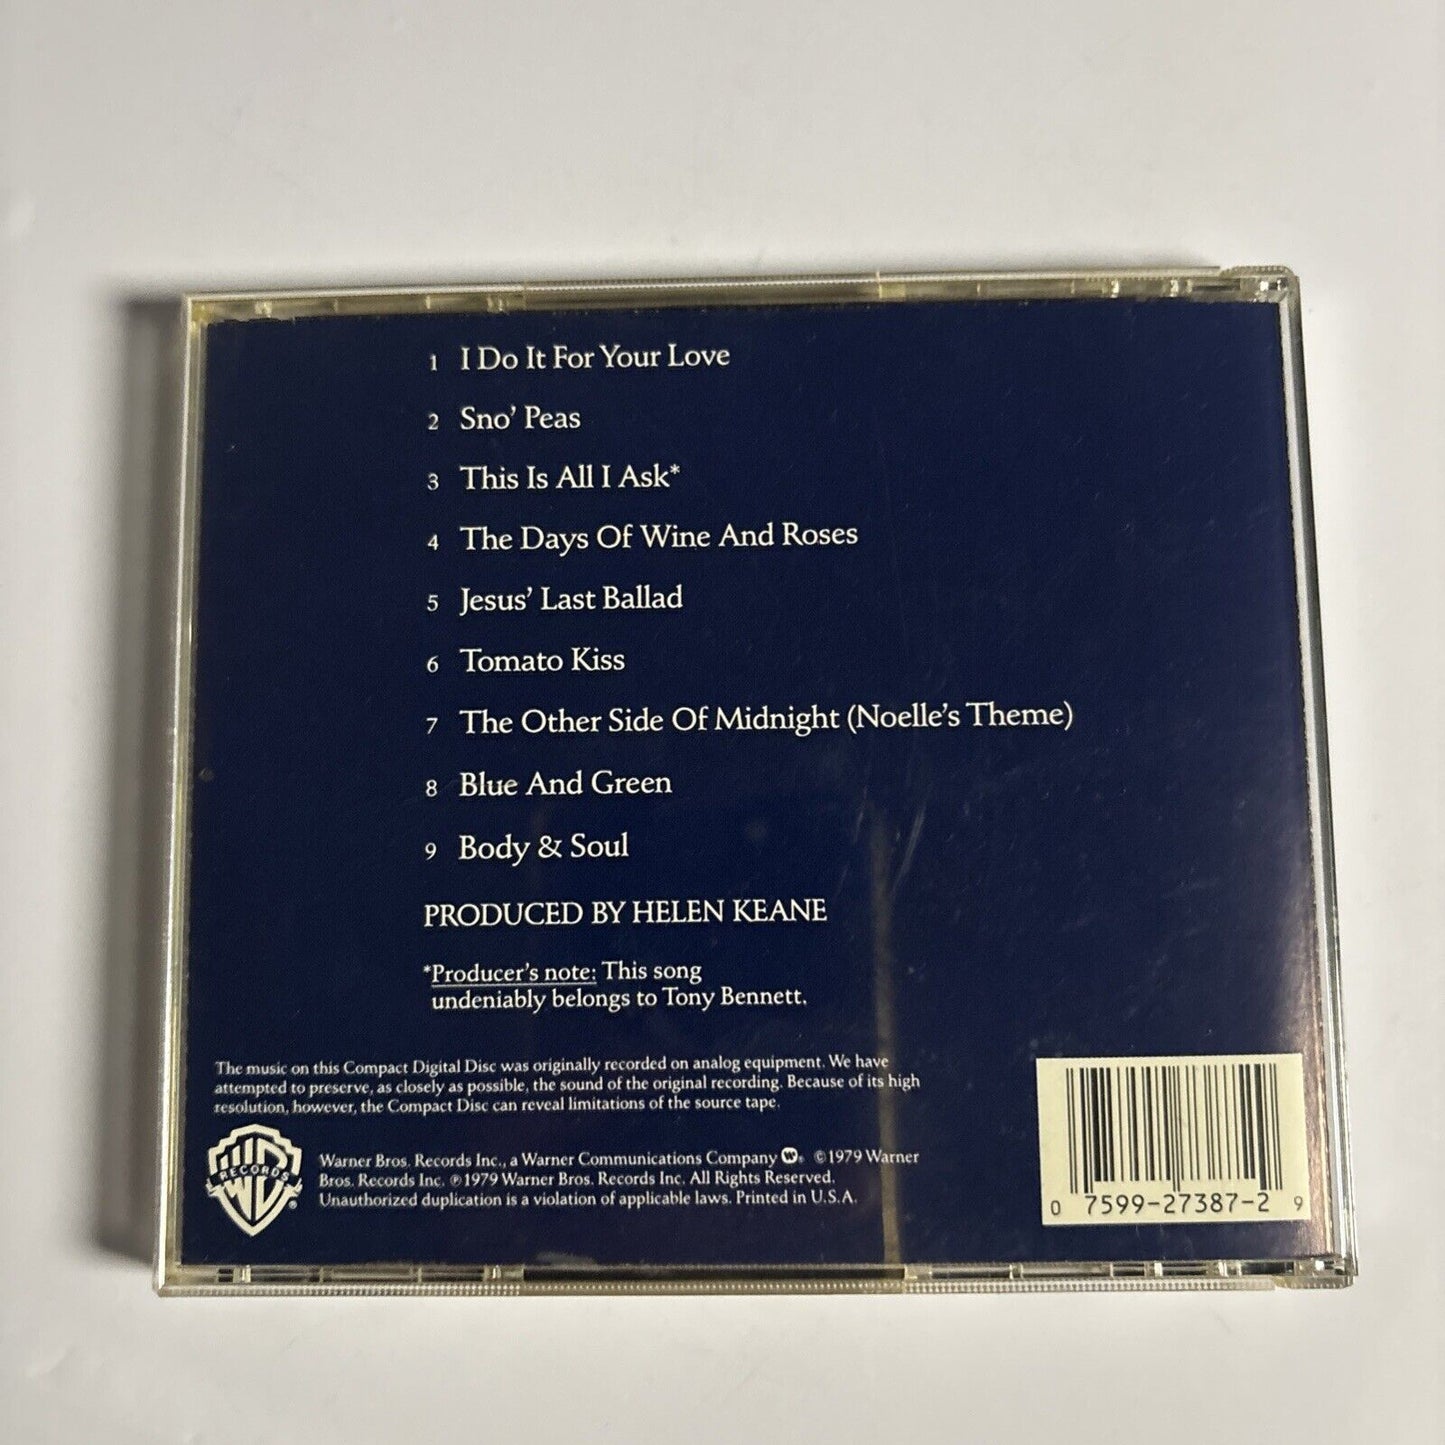 1 I Do It For Your Love
2 Sno' Peas
3 This Is All I Ask*
4 The Days Of Wine And Roses
5 Jesus' Last Ballad
6 Tomato Kiss
7 The Other Side Of Midnight (Noelle's Theme)
8 Blue And Green
9 Body & Soul
PRODUCED BY HELEN KEANE
*Producer's note: This song
undeniably belongs to Tony Bennett.
The music on this Compact Digital Disc was originally recorded on analog equipment. We have
attempted to preserve, as closely as possible, the sound of the original recording. Because of its high
resolution, however, the Compact Disc can reveal limitations of the source tape.
WB RECORDS ®
Warner Bros. Records Inc., a Warner Communications Company W® ©1979 Warner
Bros. Records Inc. ℗1979 Warner Bros. Records Inc. All Rights Reserved.
Unauthorized duplication is a violation of applicable laws. Printed in U.S.A.
0 7599-27387-2 9